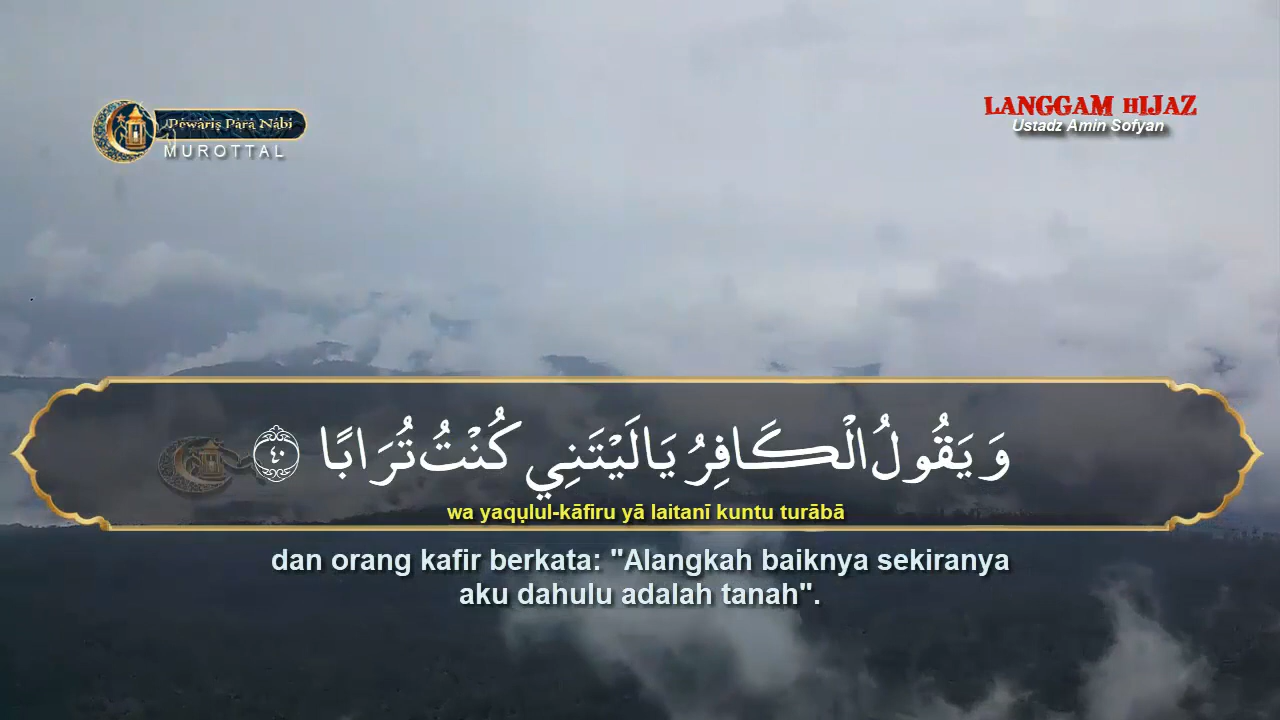 Pewaris Para Nabi
MUROTTAL
LANGGAM HIJAZ
Ustadz Amin Sofyan
وَيَقُولُ الْكَافِرُ يَالَيْتَنِي كُنْتُ تُرَابًا ٤٠
wa yaqụlul-kāfiru yā laitanī kuntu turābā
dan orang kafir berkata: "Alangkah baiknya sekiranya
aku dahulu adalah tanah".